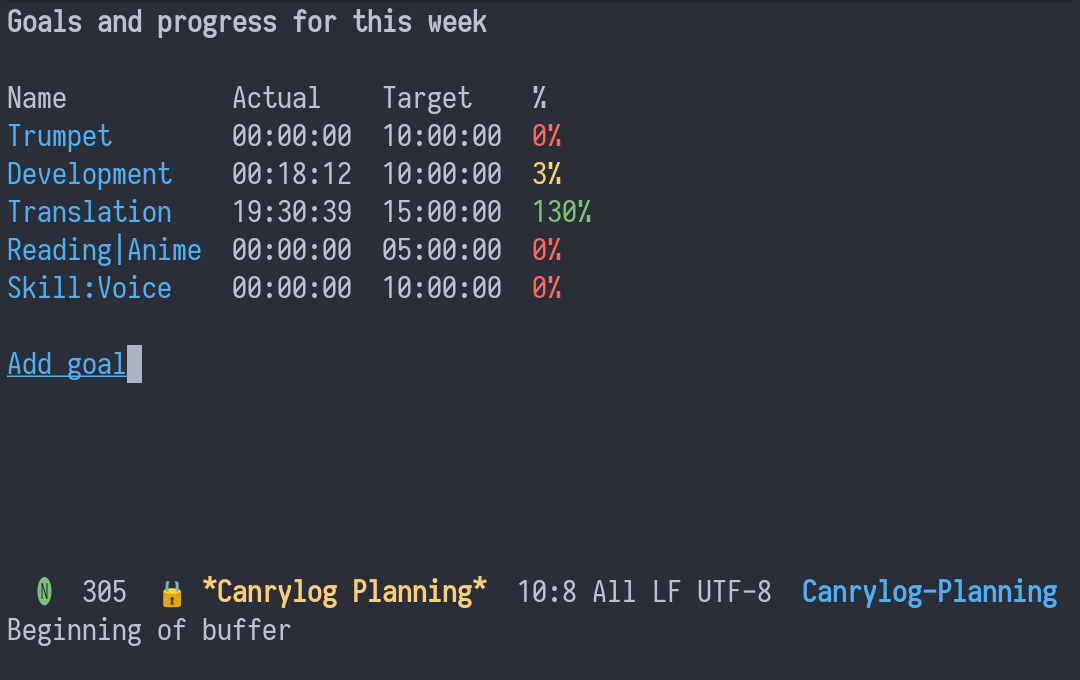 Goals and progress for this week
Name Actual Target %
Trumpet 00:00:00 10:00:00 0%
Development 00:18:12 10:00:00 3%
Translation 19:30:39 15:00:00 130%
Reading|Anime 00:00:00 05:00:00 0%
Skill:Voice 00:00:00 10:00:00 0%
Add goal
N 305 🔒 *Canrylog Planning* 10:8 All LF UTF-8 Canrylog-Planning
Beginning of buffer